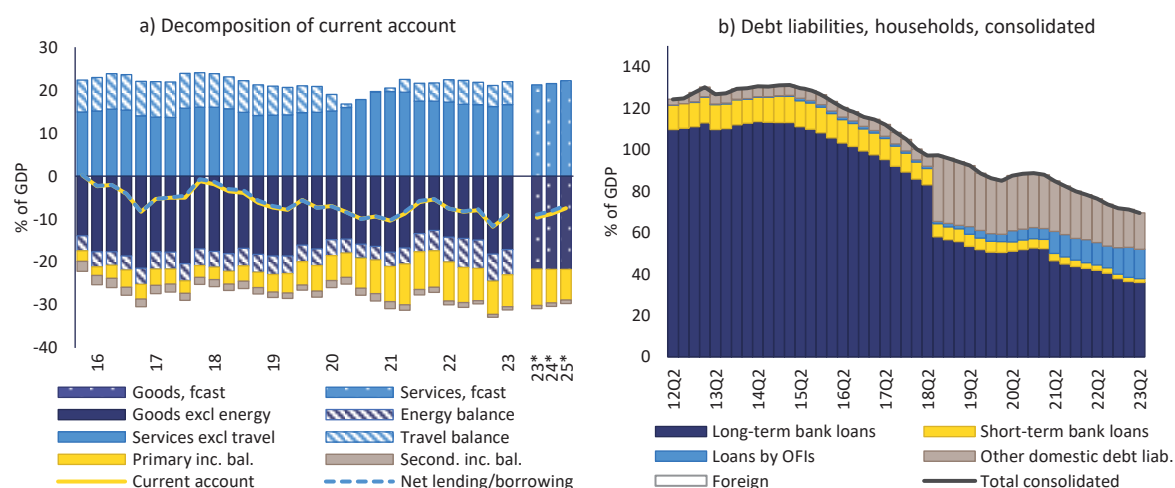 a) Decomposition of current account
% of GDP
30
20
10
0
-10
-20
-30
-40
16
17
18
19
20
21
22
23
23*
24*
25*
Goods, fcast
Services, fcast
Goods excl energy
Energy balance
Services excl travel
Travel balance
Primary inc. bal.
Second. inc. bal.
Current account
Net lending/borrowing
b) Debt liabilities, households, consolidated
% of GDP
140
120
100
80
60
40
20
0
12Q2
13Q2
14Q2
15Q2
16Q2
17Q2
18Q2
19Q2
20Q2
21Q2
22Q2
23Q2
Long-term bank loans
Short-term bank loans
Loans by OFIs
Other domestic debt liab.
Foreign
Total consolidated